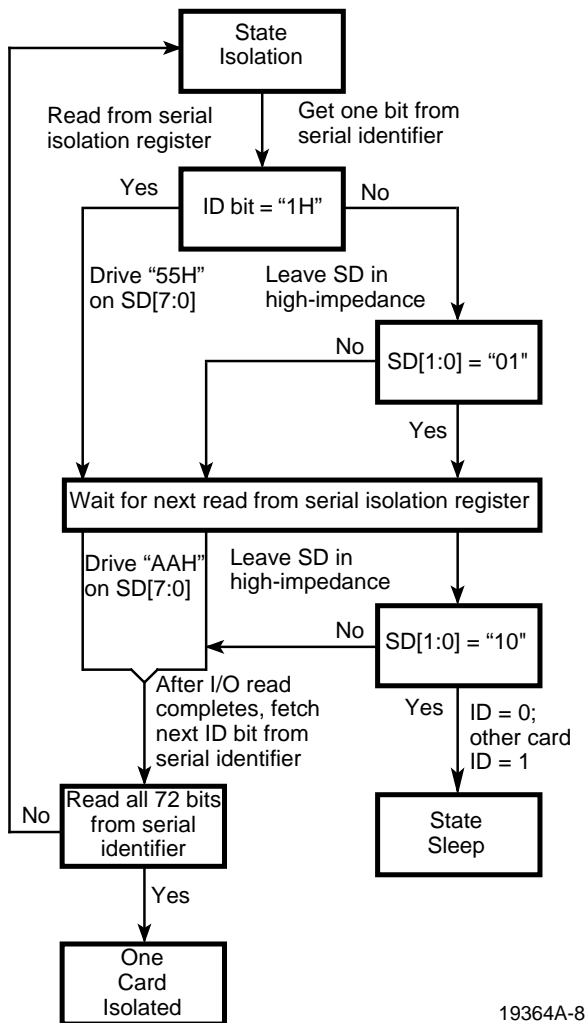 State
Isolation
Read from serial
isolation register
Get one bit from
serial identifier
Yes
ID bit = “1H”
No
Drive “55H”
on SD[7:0]
Leave SD in
high-impedance
No
SD[1:0] = “01"
Yes
Wait for next read from serial isolation register
Drive “AAH”
on SD[7:0]
Leave SD in
high-impedance
No
SD[1:0] = “10"
After I/O read
completes, fetch
next ID bit from
serial identifier
Yes
ID = 0;
other card
ID = 1
No
Read all 72 bits
from serial
identifier
State
Sleep
Yes
One
Card
Isolated
19364A-8